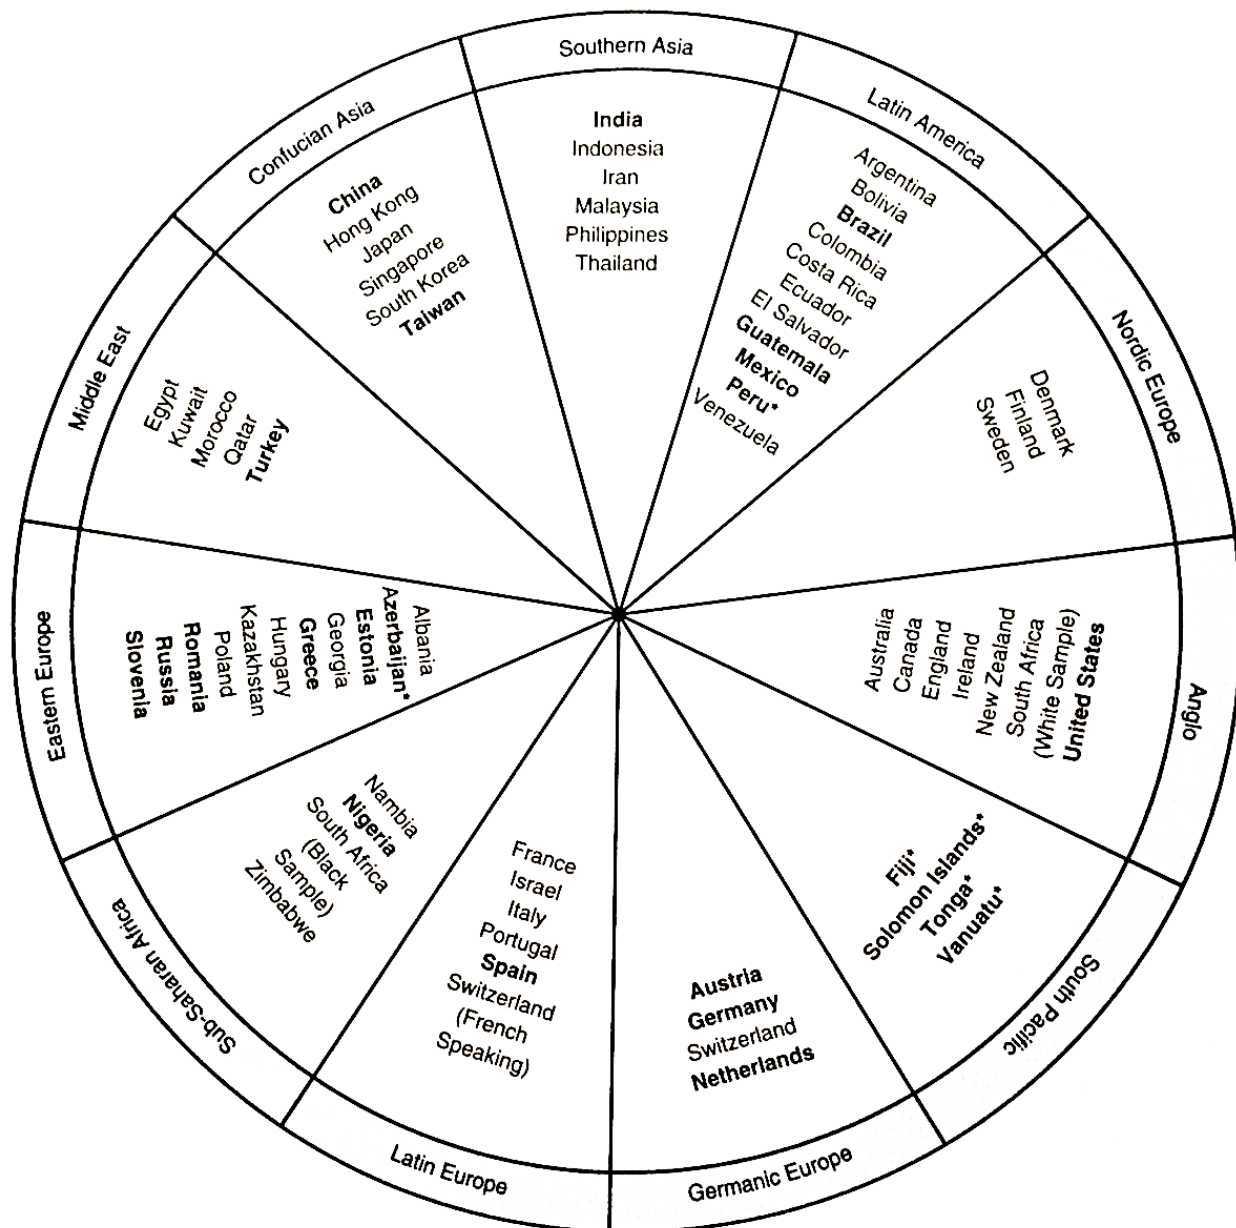 Southern Asia
India
Indonesia
Iran
Malaysia
Philippines
Thailand
Latin America
Argentina
Bolivia
Brazil
Colombia
Costa Rica
Ecuador
El Salvador
Guatemala
Mexico
Peru*
Venezuela
Nordic Europe
Denmark
Finland
Sweden
Anglo
Australia
Canada
England
Ireland
New Zealand
South Africa
(White Sample)
United States
South Pacific
Fiji*
Solomon Islands*
Tonga*
Vanuatu*
Germanic Europe
Austria
Germany
Switzerland
Netherlands
Latin Europe
France
Israel
Italy
Portugal
Spain
Switzerland
(French
Speaking)
Sub-Saharan Africa
Nambia
Nigeria
South Africa
(Black
Sample)
Zimbabwe
Eastern Europe
Albania
Azerbaijan*
Estonia
Georgia
Greece
Hungary
Kazakhstan
Poland
Romania
Russia
Slovenia
Middle East
Egypt
Kuwait
Morocco
Qatar
Turkey
Confucian Asia
China
Hong Kong
Japan
Singapore
South Korea
Taiwan